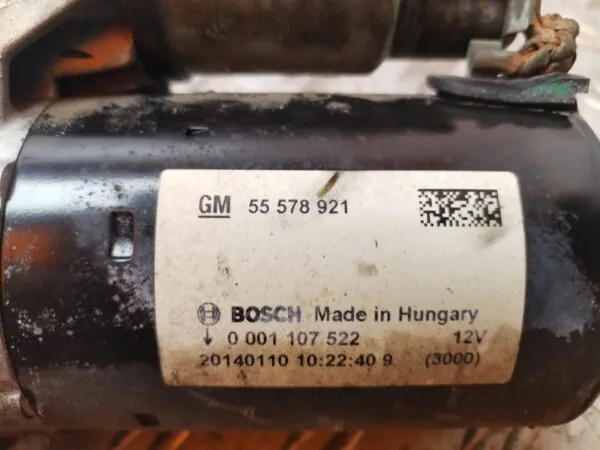 GM 55 578 921
BOSCH Made in Hungary
0 001 107 522 12V
20140110 10:22:40 9 (3000)